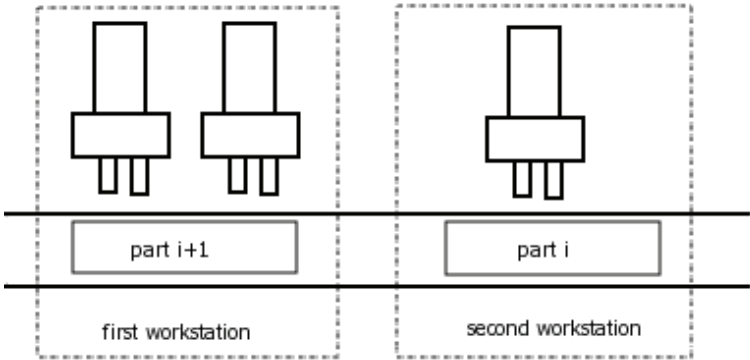 part i+1
part i
first workstation
second workstation